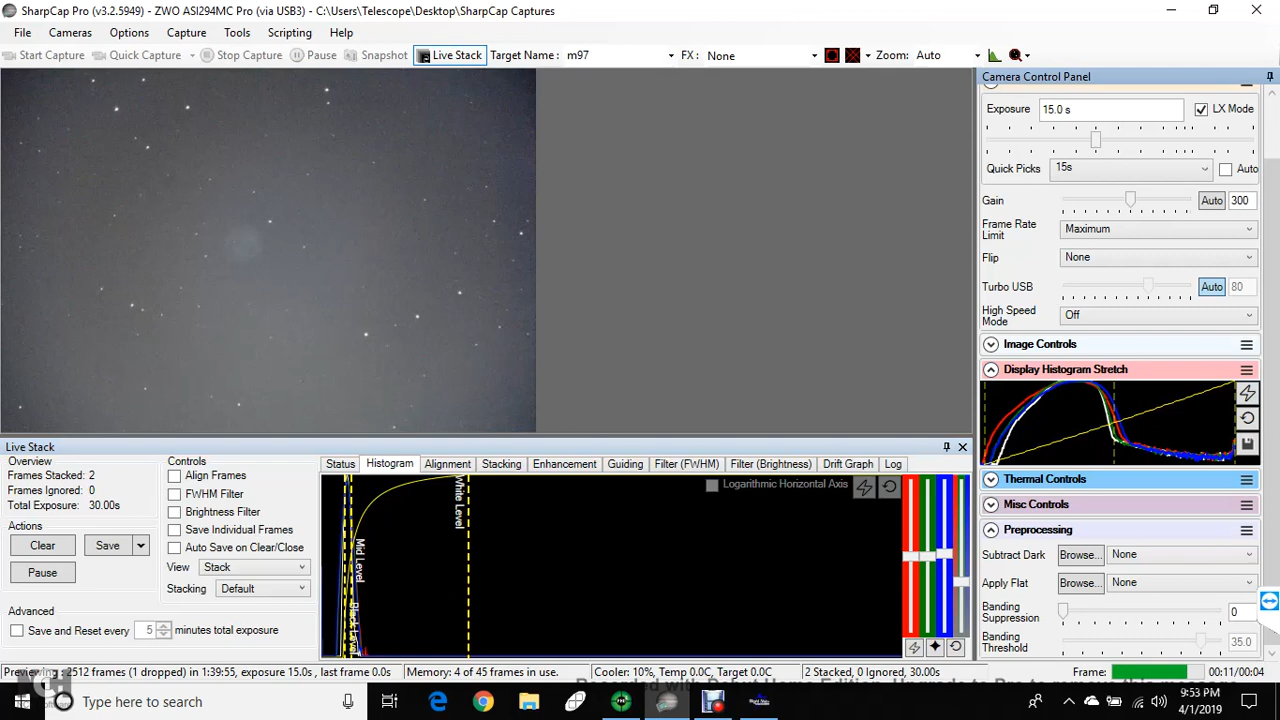 SharpCap Pro (v3.2.5949) - ZWO ASI294MC Pro (via USB3) - C:\Users\Telescope\Desktop\SharpCap Captures
File Cameras Options Capture Tools Scripting Help
Start Capture Quick Capture Stop Capture Pause Snapshot Live Stack Target Name: m97 FX: None Zoom: Auto
Camera Control Panel
Exposure 15.0 s LX Mode
Quick Picks 15s Auto
Gain Auto 300
Frame Rate Limit Maximum
Flip None
Turbo USB Auto 80
High Speed Mode Off
Image Controls
Display Histogram Stretch
Thermal Controls
Misc Controls
Preprocessing
Subtract Dark Browse... None
Apply Flat Browse... None
Banding Suppression 0
Banding Threshold 35.0
Live Stack
Overview
Frames Stacked: 2
Frames Ignored: 0
Total Exposure: 30.00s
Actions
Clear Save
Pause
Controls
Align Frames
FWHM Filter
Brightness Filter
Save Individual Frames
Auto Save on Clear/Close
View Stack
Stacking Default
Advanced
Save and Reset every 5 minutes total exposure
Status Histogram Alignment Stacking Enhancement Guiding Filter (FWHM) Filter (Brightness) Drift Graph Log
Logarithmic Horizontal Axis
White Level
Mid Level
Black Level
2512 frames (1 dropped) in 1:39:55, exposure 15.0s, last frame 0.0s Memory: 4 of 45 frames in use. Cooler: 10%, Temp 0.0C, Target 0.0C 2 Stacked, 0 Ignored, 30.00s Frame: 00:11/00:04
Type here to search
9:53 PM
4/1/2019